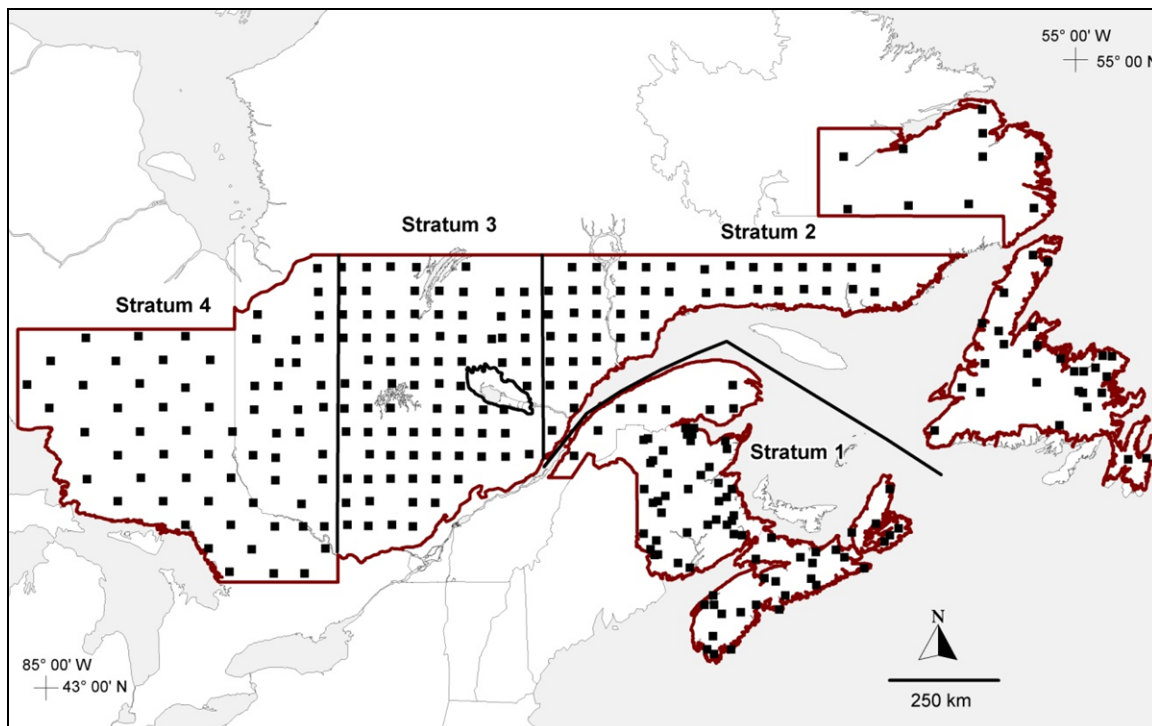 55° 00' W
55° 00' N
Stratum 3
Stratum 2
Stratum 4
Stratum 1
N
85° 00' W
43° 00' N
250 km